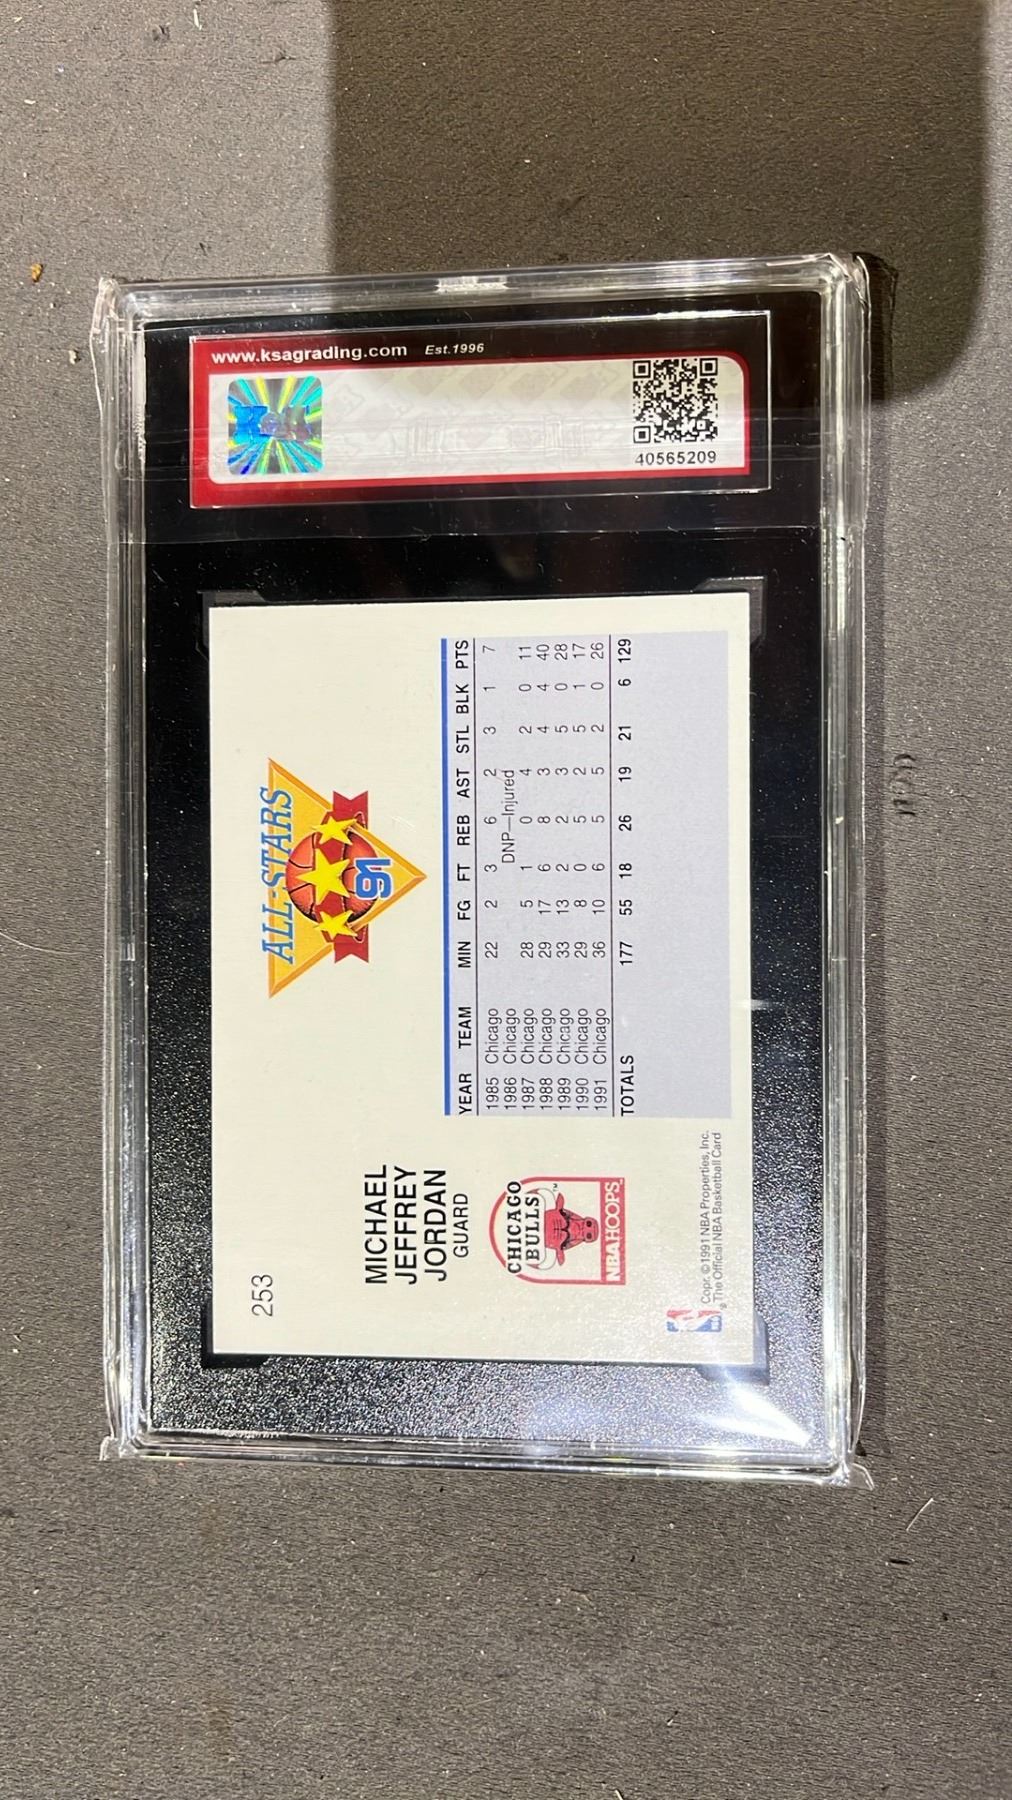 www.ksagrading.com Est.1996
KSA
40565209
253
ALL-STARS
91
MICHAEL
JEFFREY
JORDAN
GUARD
CHICAGO
BULLS
TM
NBA HOOPS
YEAR TEAM MIN FG FT REB AST STL BLK PTS
1985 Chicago 22 2 3 6 2 3 1 7
1986 Chicago DNP—Injured
1987 Chicago 28 5 1 0 4 2 0 11
1988 Chicago 29 17 6 8 3 4 4 40
1989 Chicago 33 13 2 2 3 5 0 28
1990 Chicago 29 8 0 5 2 5 1 17
1991 Chicago 36 10 6 5 5 2 0 26
TOTALS 177 55 18 26 19 21 6 129
Copr. ©1991 NBA Properties, Inc.
The Official NBA Basketball Card